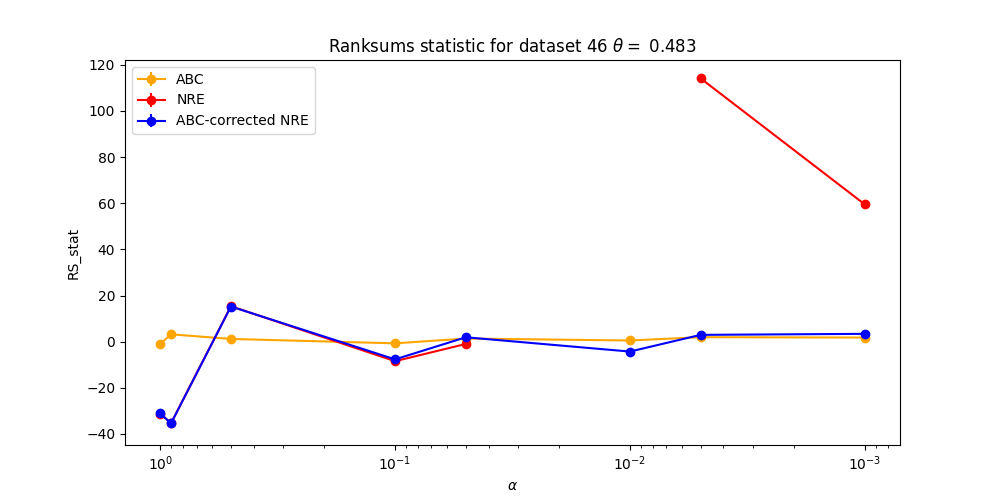 Ranksums statistic for dataset 46 θ = 0.483
ABC
NRE
ABC-corrected NRE
RS_stat
120
100
80
60
40
20
0
−20
−40
10⁰
10⁻¹
10⁻²
10⁻³
α